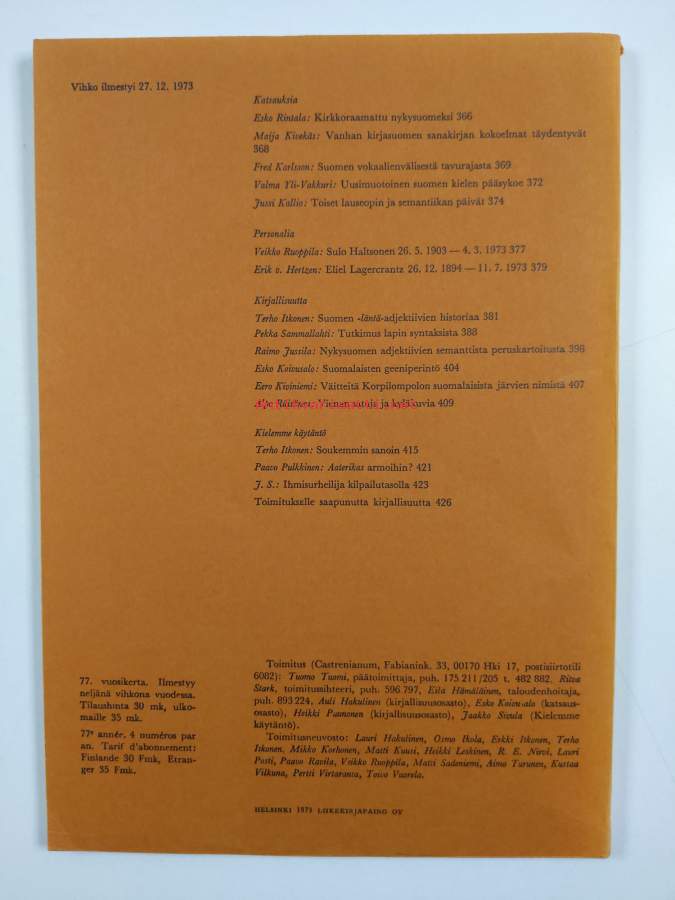 Vihko ilmestyi 27. 12. 1973
Katsauksia
Esko Rintala: Kirkkoraamattu nykysuomeksi 366
Maija Kivekäs: Vanhan kirjasuomen sanakirjan kokoelmat täydentyvät
368
Fred Karlsson: Suomen vokaalienvälisestä tavurajasta 369
Valma Yli-Vakkuri: Uusimuotoinen suomen kielen pääsykoe 372
Jussi Kallio: Toiset lauseopin ja semantiikan päivät 374
Personalia
Veikko Ruoppila: Sulo Haltsonen 26. 5. 1903 — 4. 3. 1973 377
Erik v. Hertzen: Eliel Lagercrantz 26. 12. 1894 — 11. 7. 1973 379
Kirjallisuutta
Terho Itkonen: Suomen -läntä-adjektiivien historiaa 381
Pekka Sammallahti: Tutkimus lapin syntaksista 388
Raimo Jussila: Nykysuomen adjektiivien semanttista peruskartoitusta 396
Esko Koivusalo: Suomalaisten geeniperintö 404
Eero Kiviniemi: Väitteitä Korpilompolon suomalaisista järvien nimistä 407
ja kyläkuvia 409
Kielemme käytäntö
Terho Itkonen: Soukemmin sanoin 415
Paavo Pulkkinen: Aaterikas armoihin? 421
J. S.: Ihmisurheilija kilpailutasolla 423
Toimitukselle saapunutta kirjallisuutta 426
77. vuosikerta. Ilmestyy
neljänä vihkona vuodessa.
Tilaushinta 30 mk, ulko-
maille 35 mk.
77e année. 4 numéros par
an. Tarif d'abonnement:
Finlande 30 Fmk, Etran-
ger 35 Fmk.
Toimitus (Castrenianum, Fabianink. 33, 00170 Hki 17, postisiirtotili
6082): Tuomo Tuomi, päätoimittaja, puh. 175 211/205 t. 482 882. Ritva
Stark, toimitussihteeri, puh. 596 797, Eila Hämäläinen, taloudenhoitaja,
puh. 893 224, Auli Hakulinen (kirjallisuusosasto), Esko Koivusalo (katsaus-
osasto), Heikki Paunonen (kirjallisuusosasto), Jaakko Sivula (Kielemme
käytäntö).
Toimitusneuvosto: Lauri Hakulinen, Osmo Ikola, Erkki Itkonen, Terho
Itkonen, Mikko Korhonen, Matti Kuusi, Heikki Leskinen, R. E. Nirvi, Lauri
Posti, Paavo Ravila, Veikko Ruoppila, Matti Sadeniemi, Aimo Turunen, Kustaa
Vilkuna, Pertti Virtaranta, Toivo Vuorela.
HELSINKI 1973 LIIKEKIRJAPAINO OY